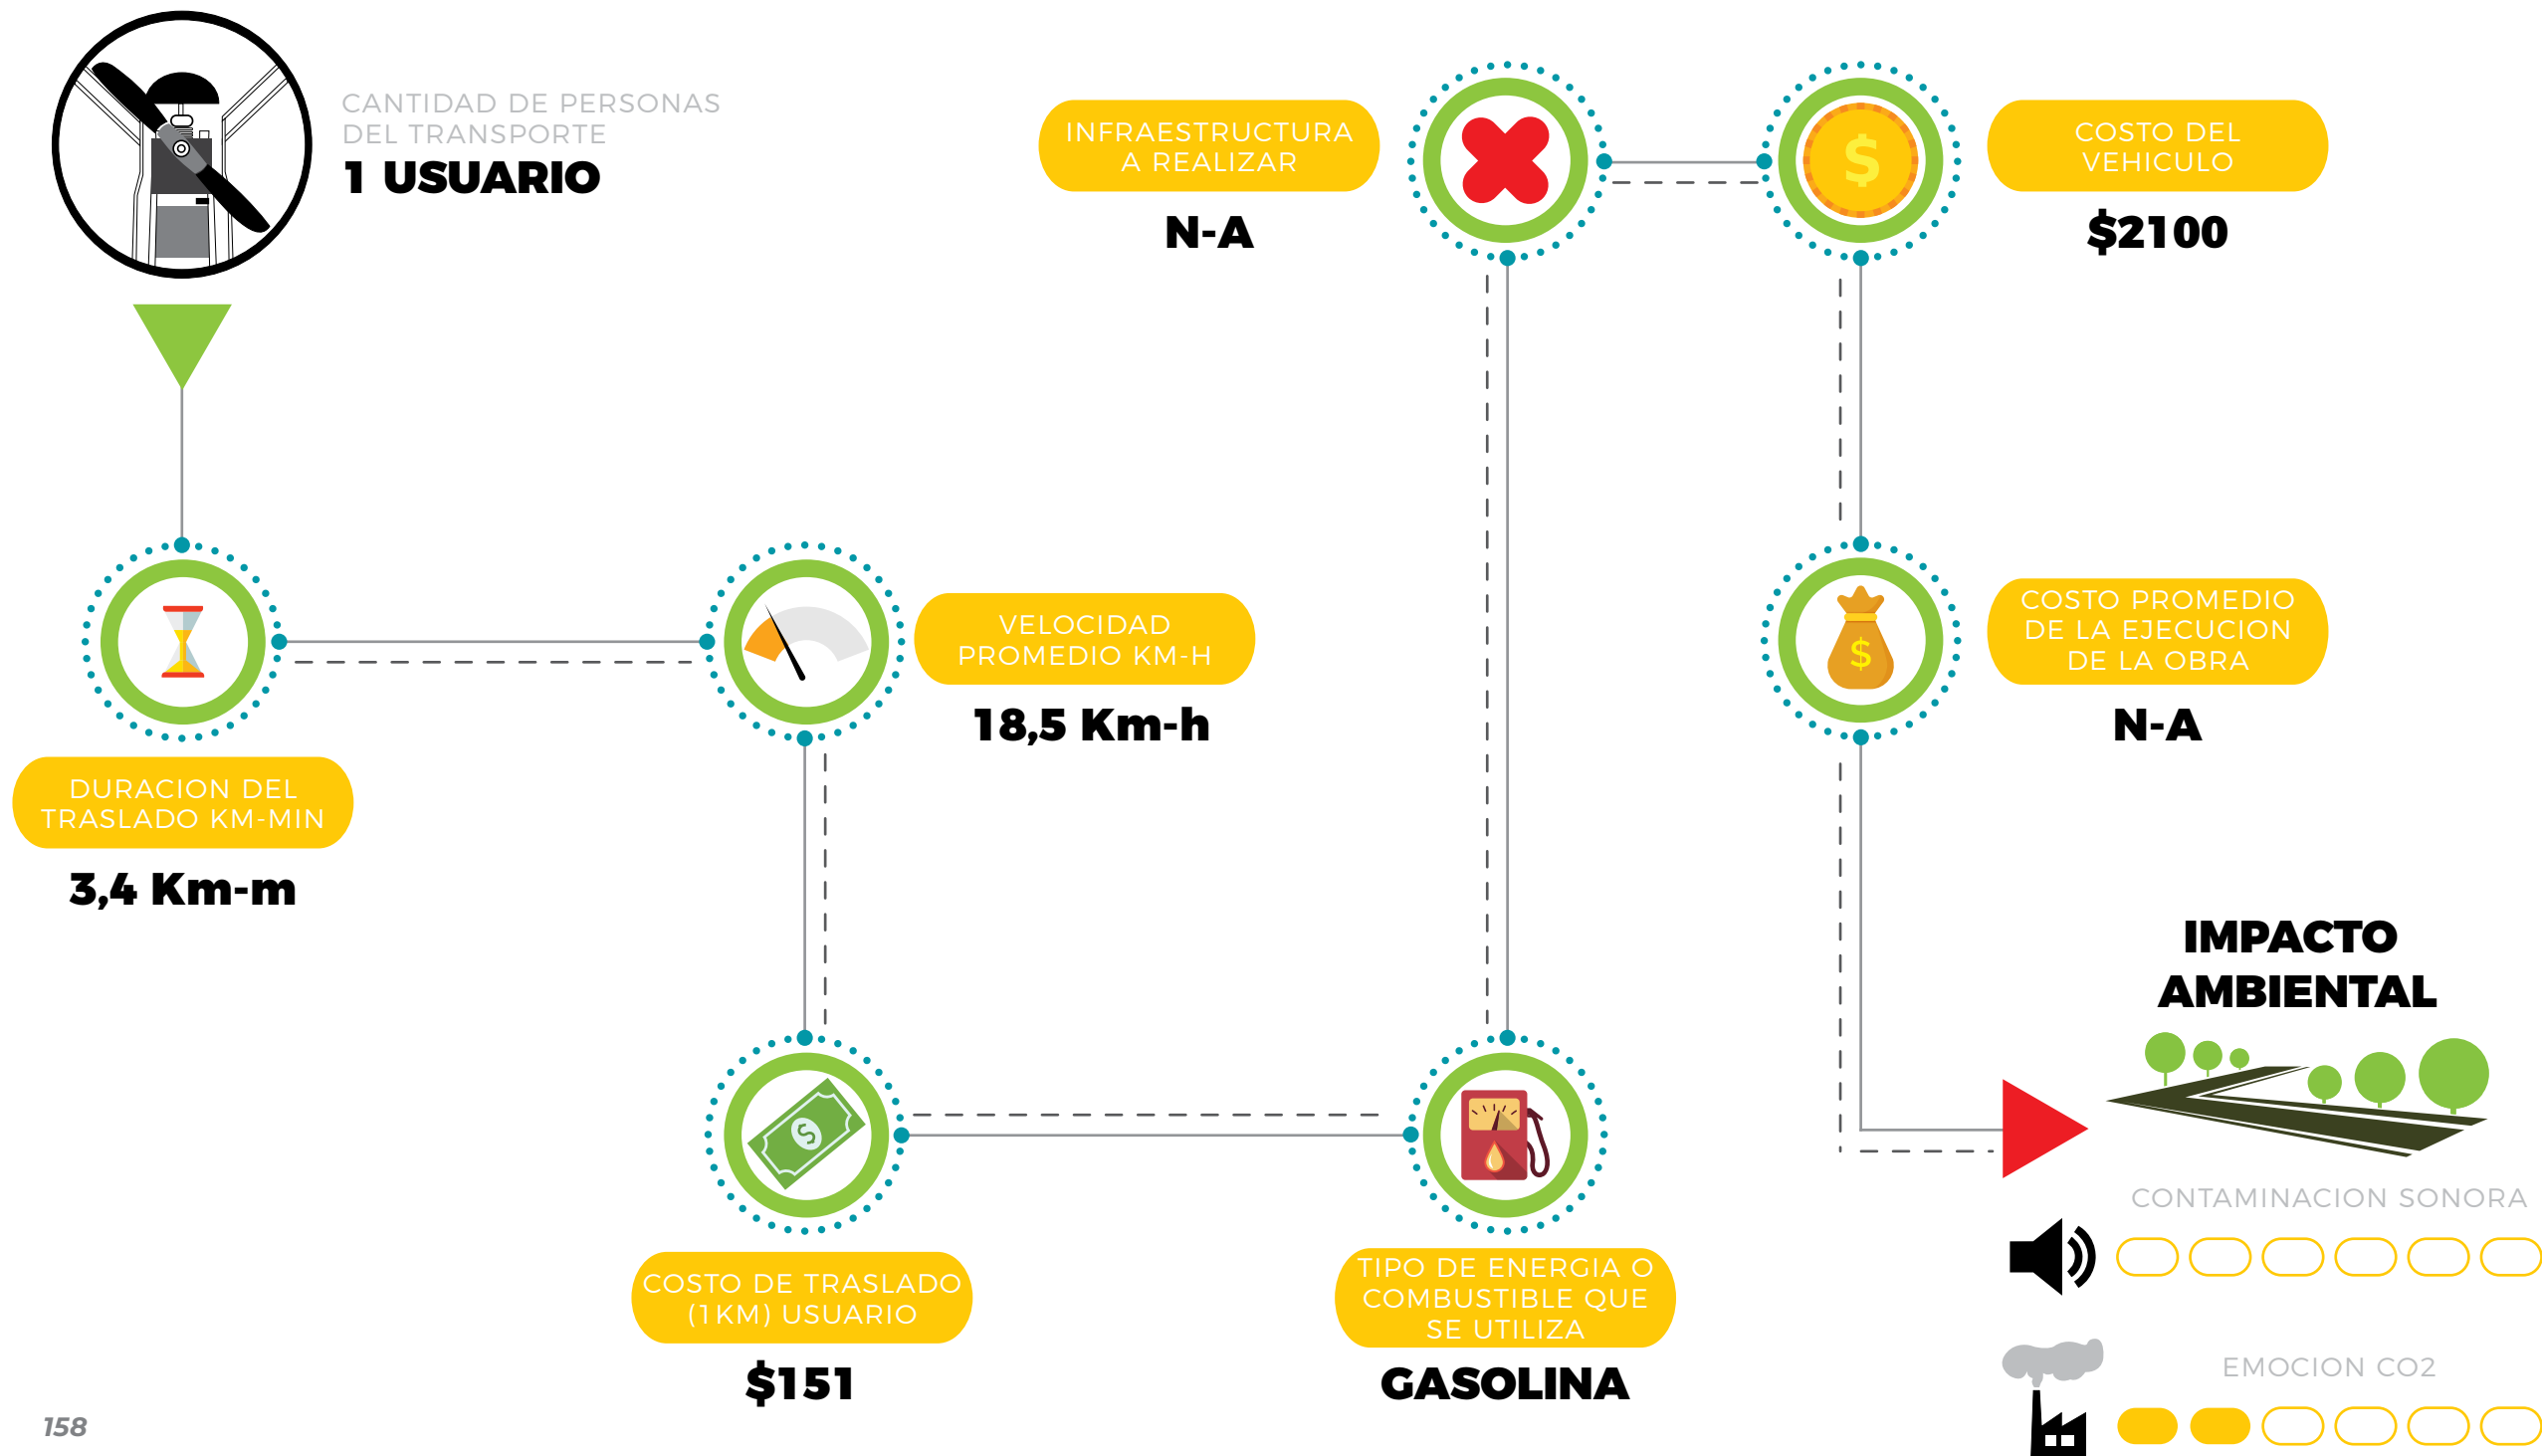 CANTIDAD DE PERSONAS
DEL TRANSPORTE
1 USUARIO
INFRAESTRUCTURA
A REALIZAR
N-A
$
COSTO DEL
VEHICULO
$2100
DURACION DEL
TRASLADO KM-MIN
3,4 Km-m
VELOCIDAD
PROMEDIO KM-H
18,5 Km-h
$
COSTO PROMEDIO
DE LA EJECUCION
DE LA OBRA
N-A
$
COSTO DE TRASLADO
(1KM) USUARIO
$151
TIPO DE ENERGIA O
COMBUSTIBLE QUE
SE UTILIZA
GASOLINA
IMPACTO
AMBIENTAL
CONTAMINACION SONORA
EMOCION CO2
158